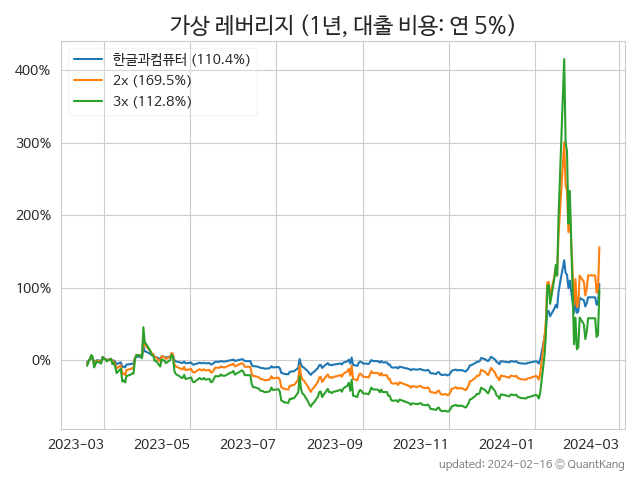 가상 레버리지 (1년, 대출 비용: 연 5%)
한글과컴퓨터 (110.4%)
2x (169.5%)
3x (112.8%)
400%
300%
200%
100%
0%
2023-03 2023-05 2023-07 2023-09 2023-11 2024-01 2024-03
updated: 2024-02-16 © QuantKang